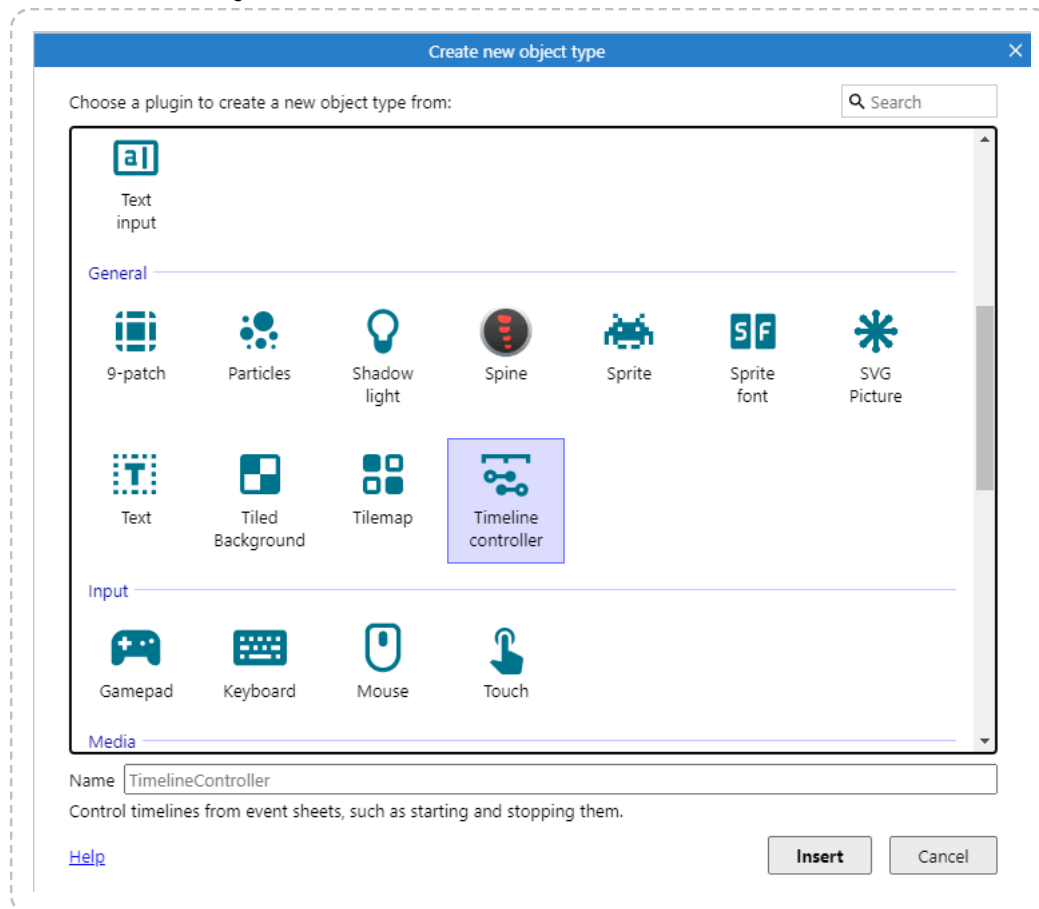 Create new object type
Choose a plugin to create a new object type from:
Search
a
Text
input
General
S F
9-patch Particles Shadow Spine Sprite Sprite SVG
light font Picture
T
Text Tiled Tilemap Timeline
Background controller
Input
Gamepad Keyboard Mouse Touch
Media
Name TimelineController
Control timelines from event sheets, such as starting and stopping them.
Help Insert Cancel